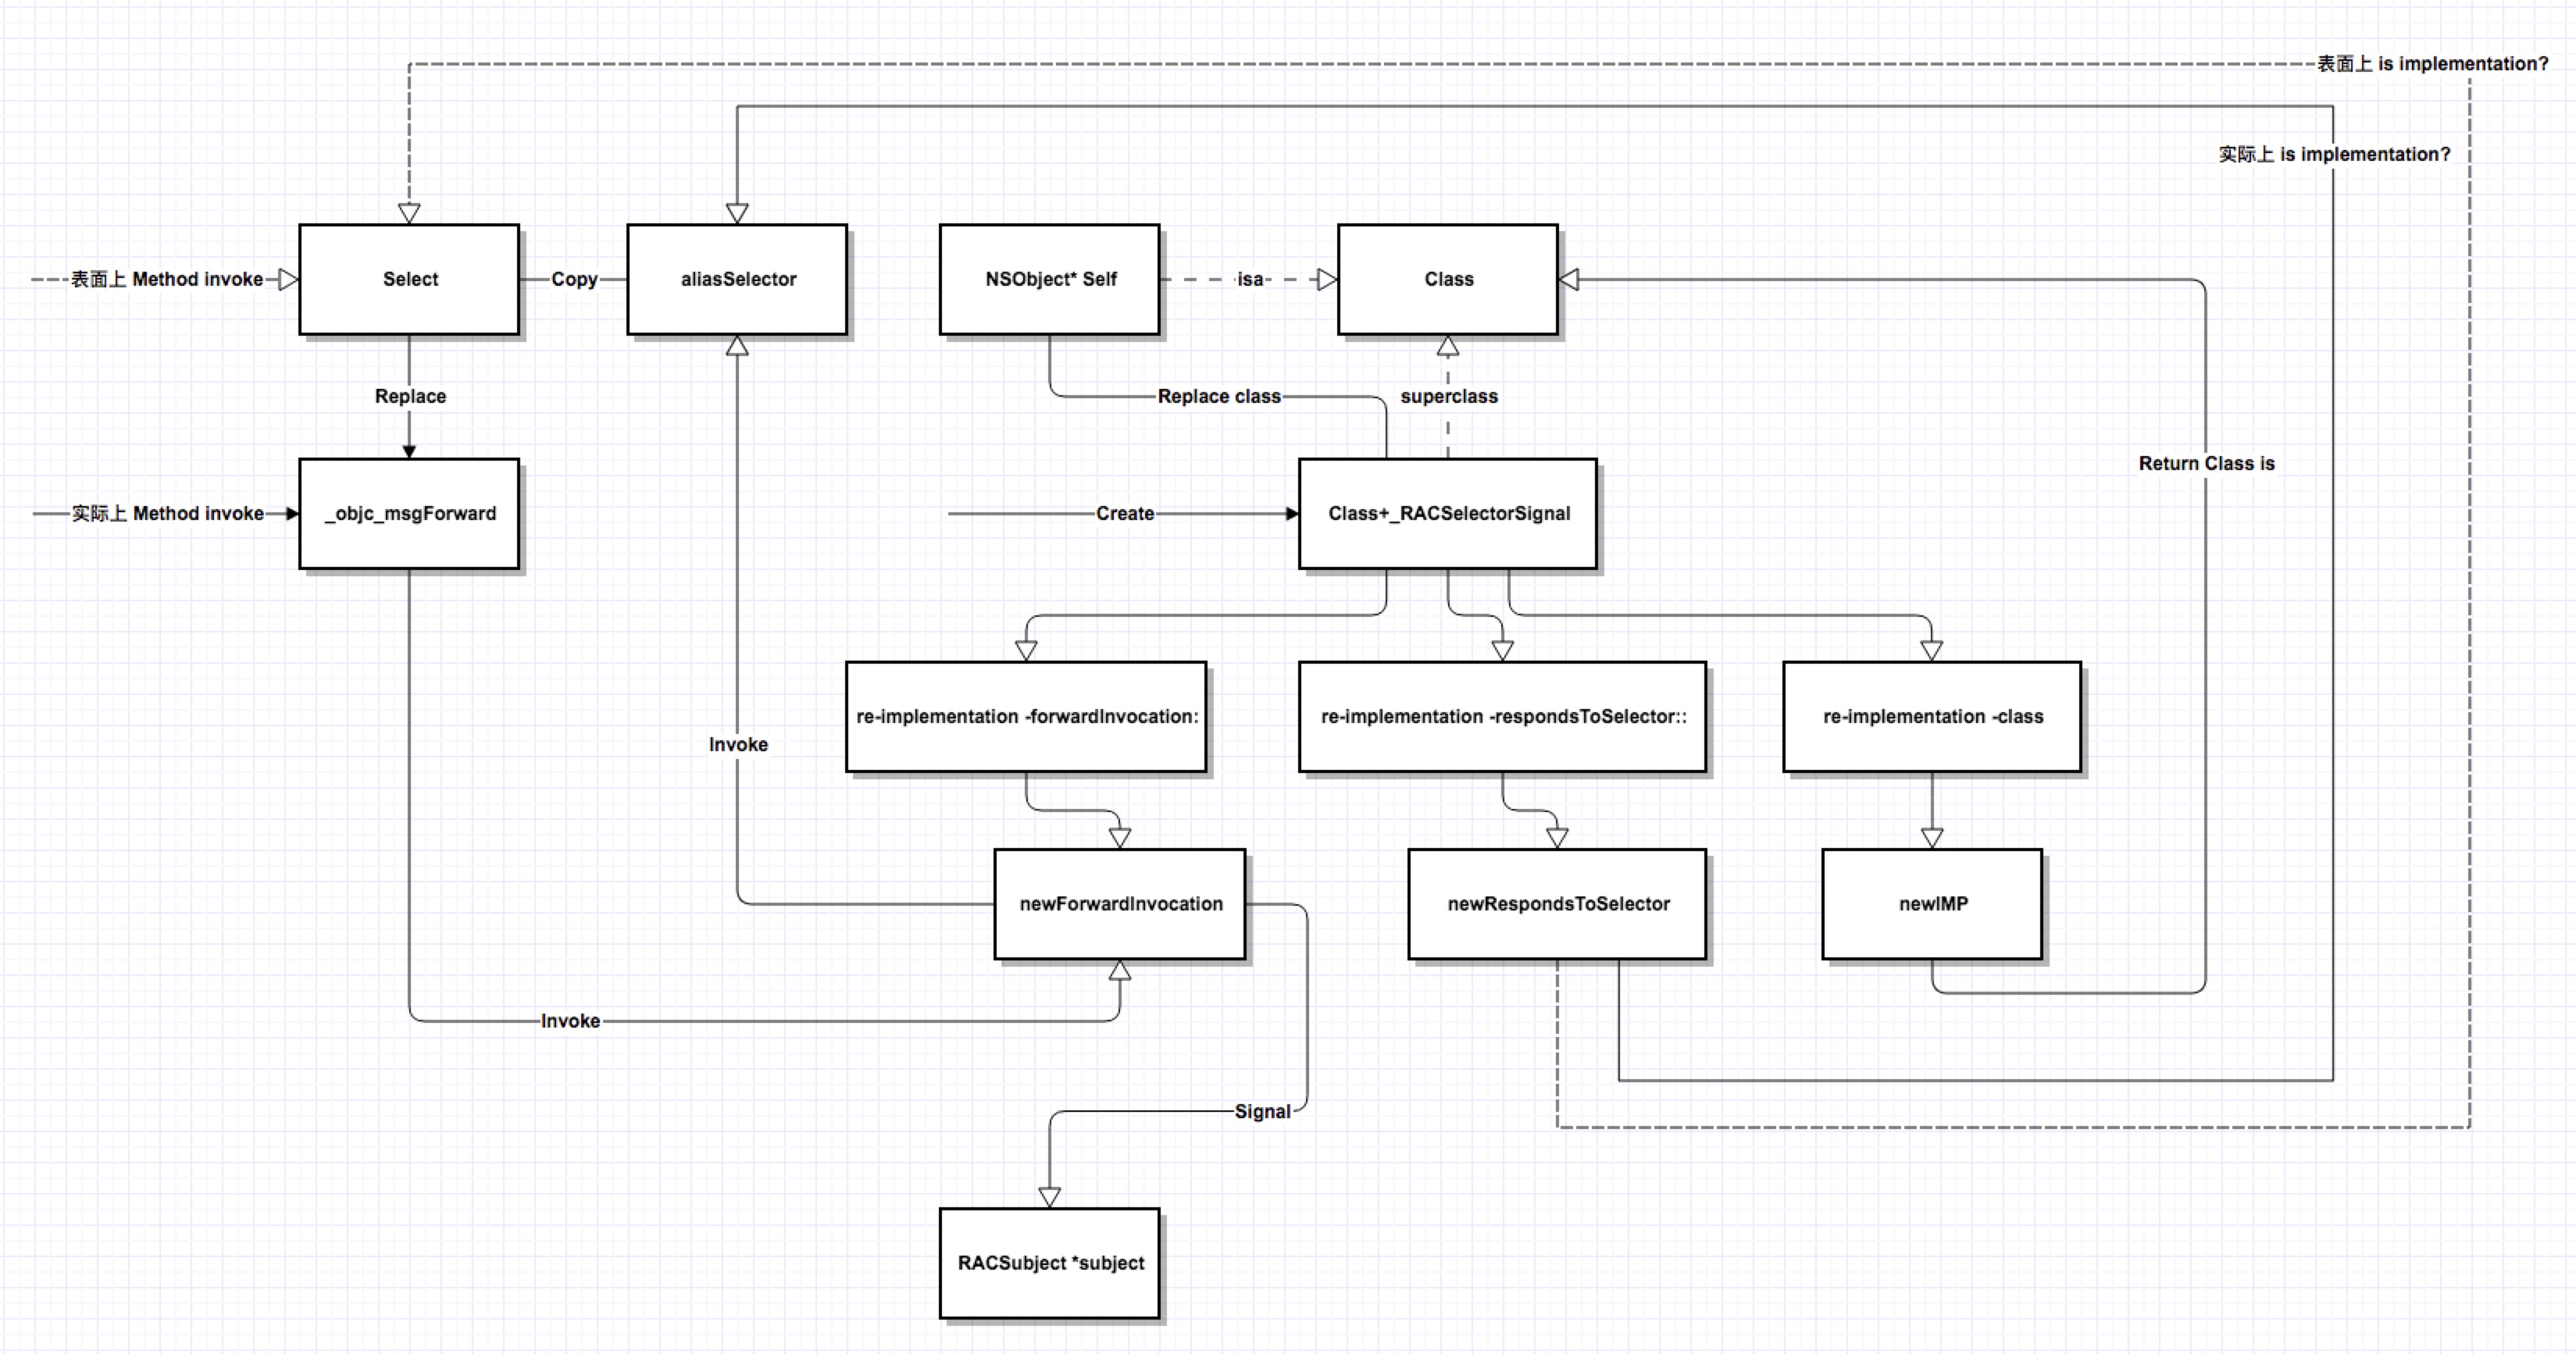 表面上 is implementation?
实际上 is implementation?
表面上 Method invoke
Select
Copy
aliasSelector
NSObject* Self
isa
Class
Replace
Replace class
superclass
Return Class is
实际上 Method invoke
_objc_msgForward
Create
Class+_RACSelectorSignal
re-implementation -forwardInvocation:
re-implementation -respondsToSelector::
re-implementation -class
Invoke
newForwardInvocation
newRespondsToSelector
newIMP
Invoke
Signal
RACSubject *subject